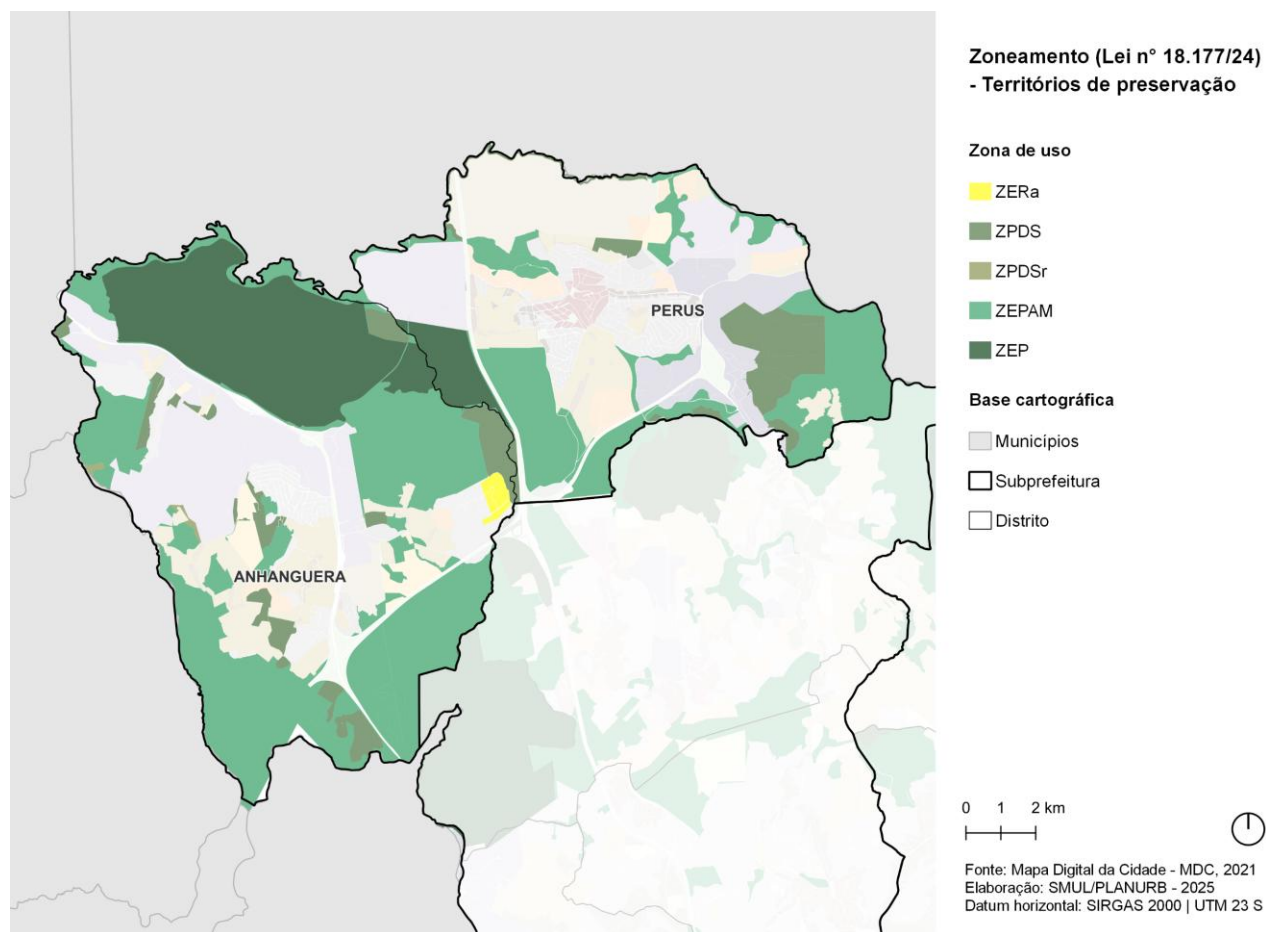 Zoneamento (Lei n° 18.177/24)
- Territórios de preservação
Zona de uso
ZERa
ZPDS
ZPDSr
ZEPAM
ZEP
Base cartográfica
Municípios
Subprefeitura
Distrito
PERUS
ANHANGUERA
0 1 2 km
Fonte: Mapa Digital da Cidade - MDC, 2021
Elaboração: SMUL/PLANURB - 2025
Datum horizontal: SIRGAS 2000 | UTM 23 S